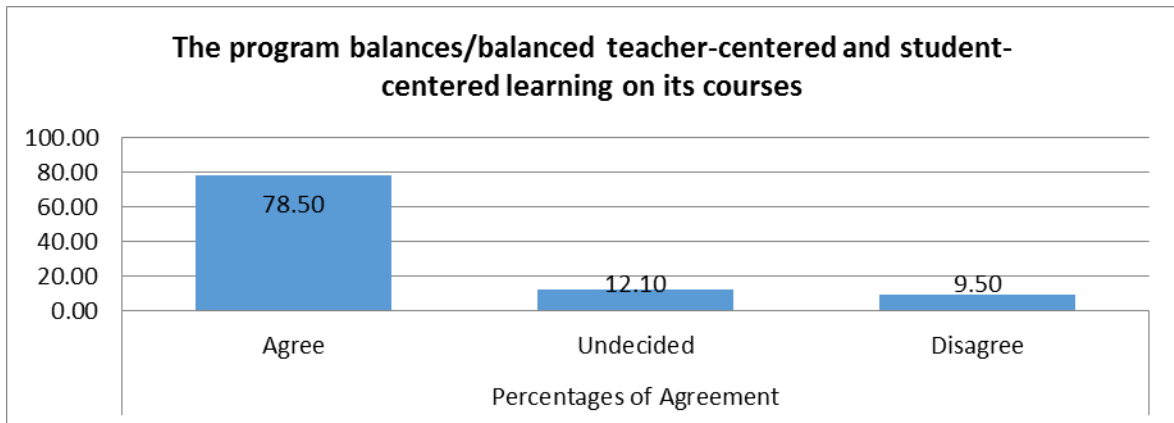 The program balances/balanced teacher-centered and student-
centered learning on its courses
100.00
80.00
60.00
40.00
20.00
0.00
78.50
12.10
9.50
Agree
Undecided
Disagree
Percentages of Agreement